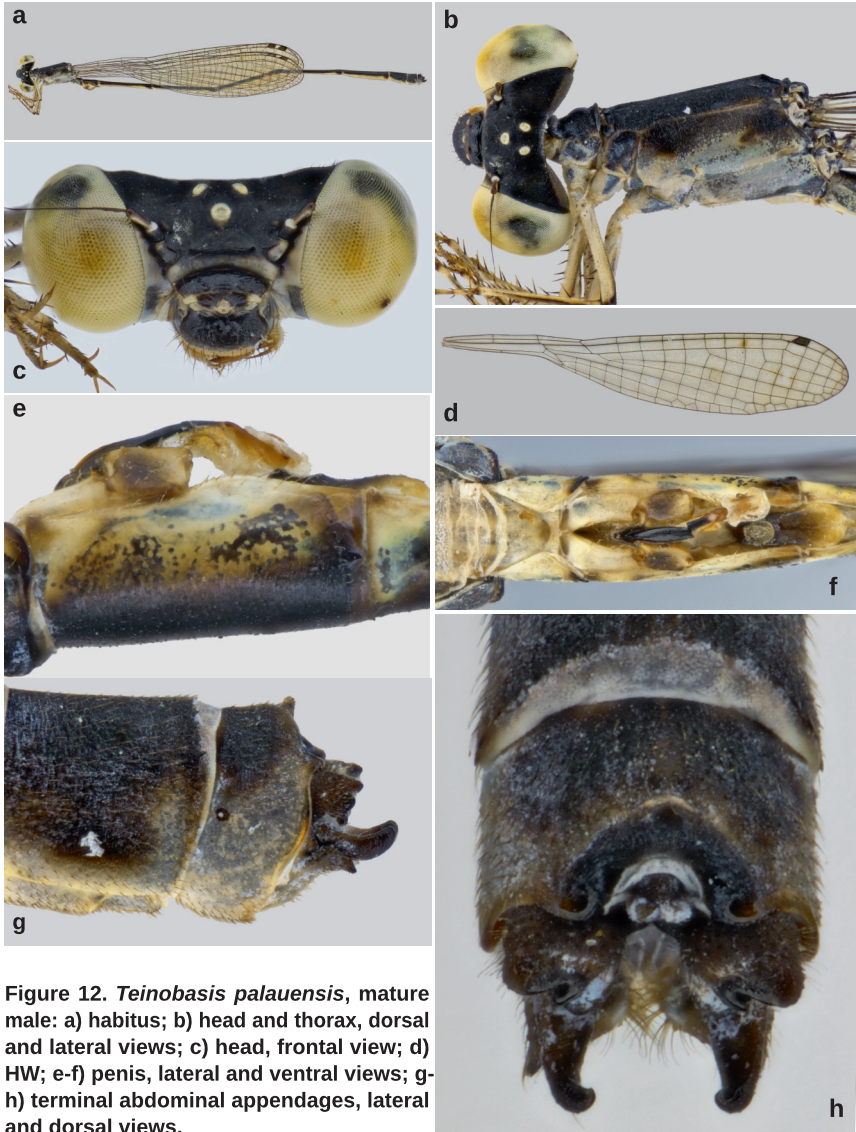 a
b
c
d
e
f
g
h
Figure 12. Teinobasis palauensis, mature
male: a) habitus; b) head and thorax, dorsal
and lateral views; c) head, frontal view; d)
HW; e-f) penis, lateral and ventral views; g-
h) terminal abdominal appendages, lateral
and dorsal views.